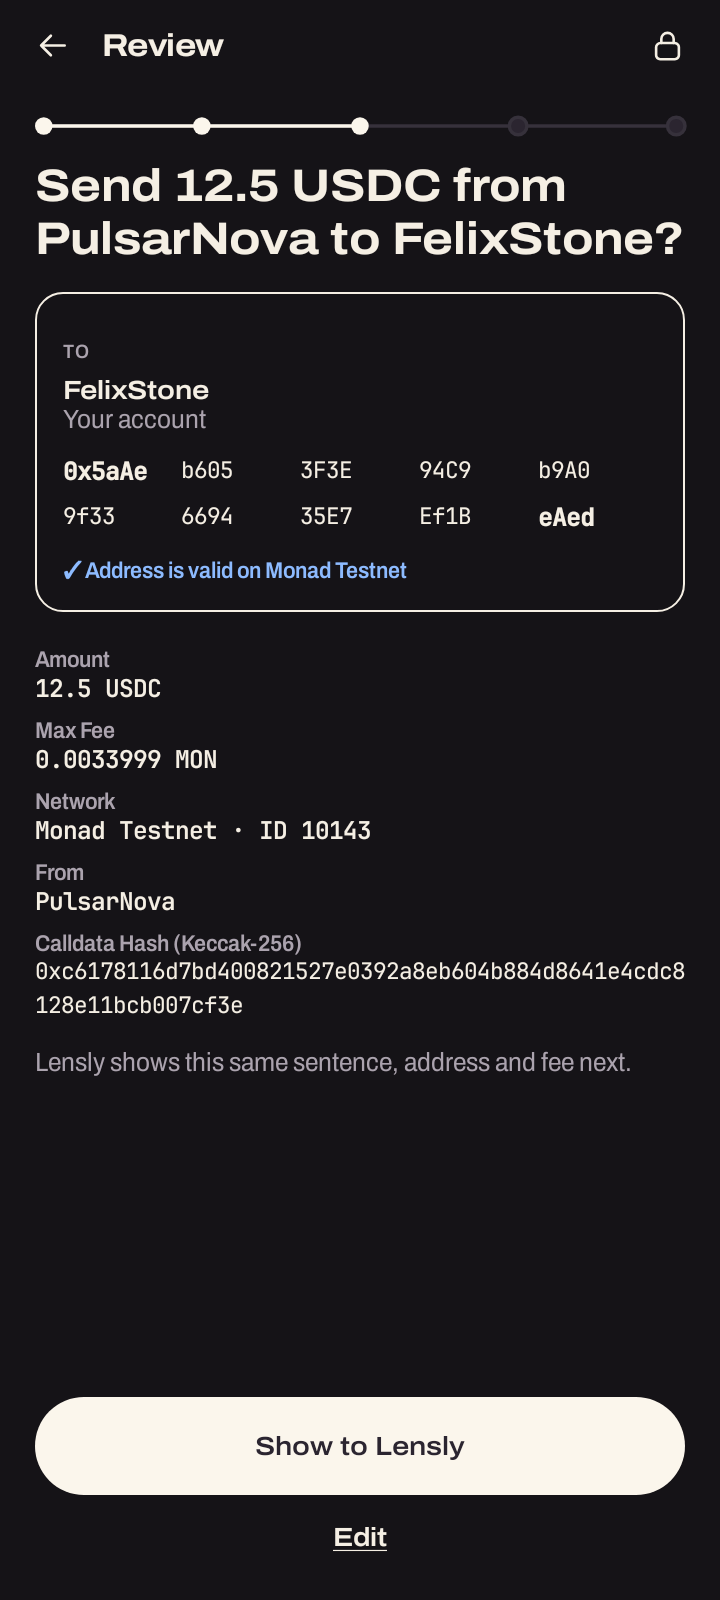 Review
Send 12.5 USDC from
PulsarNova to FelixStone?
TO
FelixStone
Your account
0x5aAe b605 3F3E 94C9 b9A0
9f33 6694 35E7 Ef1B eAed
✓ Address is valid on Monad Testnet
Amount
12.5 USDC
Max Fee
0.0033999 MON
Network
Monad Testnet · ID 10143
From
PulsarNova
Calldata Hash (Keccak-256)
0xc6178116d7bd400821527e0392a8eb604b884d8641e4cdc8
128e11bcb007cf3e
Lensly shows this same sentence, address and fee next.
Show to Lensly
Edit